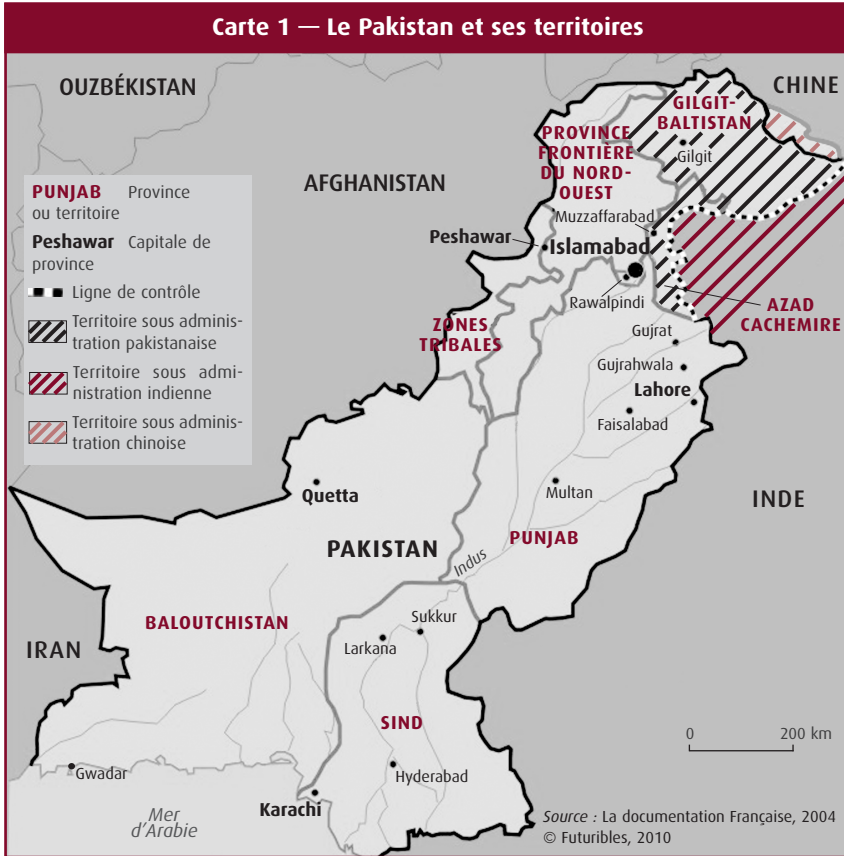 Carte 1 — Le Pakistan et ses territoires
OUZBÉKISTAN
CHINE
GILGIT-
BALTISTAN
PROVINCE
FRONTIÈRE
DU NORD-
OUEST
Gilgit
AFGHANISTAN
PUNJAB Province
ou territoire
Peshawar Capitale de
province
Ligne de contrôle
Territoire sous adminis-
tration pakistanaise
Territoire sous admi-
nistration indienne
Territoire sous adminis-
tration chinoise
Muzzaffarabad
Peshawar
Islamabad
Rawalpindi
AZAD
CACHEMIRE
ZONES
TRIBALES
Gujrat
Gujrahwala
Lahore
Faisalabad
Quetta
Multan
INDE
PAKISTAN
PUNJAB
Indus
BALOUTCHISTAN
Sukkur
Larkana
IRAN
SIND
0 200 km
Gwadar
Hyderabad
Karachi
Mer
d'Arabie
Source : La documentation Française, 2004
© Futuribles, 2010